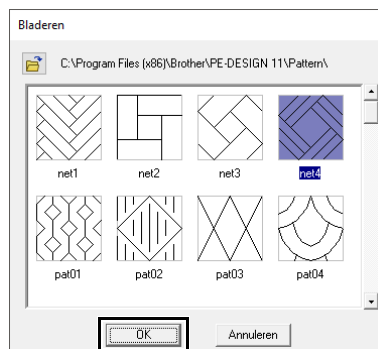 Bladeren
C:\Program Files (x86)\Brother\PE-DESIGN 11\Pattern\
net1 net2 net3 net4
pat01 pat02 pat03 pat04
OK Annuleren